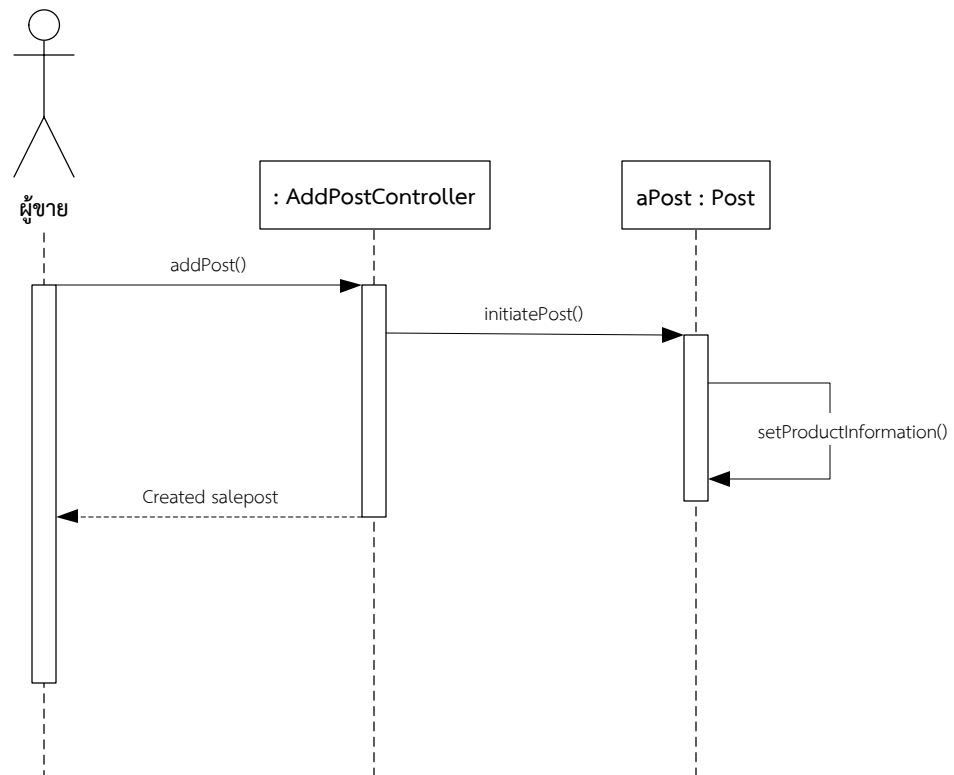 ผู้ขาย
: AddPostController
aPost : Post
addPost()
initiatePost()
setProductInformation()
Created salepost